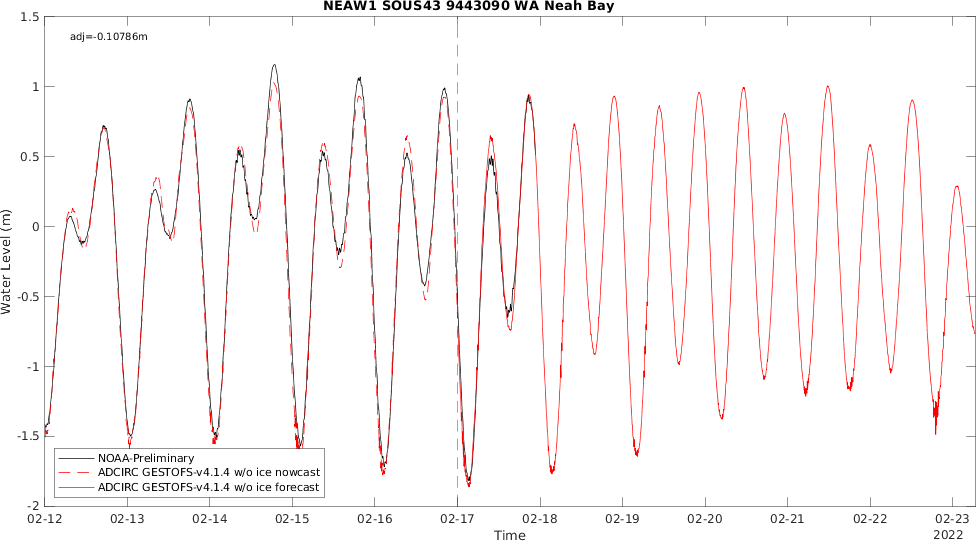 NEAW1 SOUS43 9443090 WA Neah Bay
adj=-0.10786m
1.5
1
0.5
0
-0.5
-1
-1.5
-2
Water Level (m)
NOAA-Preliminary
ADCIRC GESTOFS-v4.1.4 w/o ice nowcast
ADCIRC GESTOFS-v4.1.4 w/o ice forecast
02-12 02-13 02-14 02-15 02-16 02-17 02-18 02-19 02-20 02-21 02-22 02-23
2022
Time